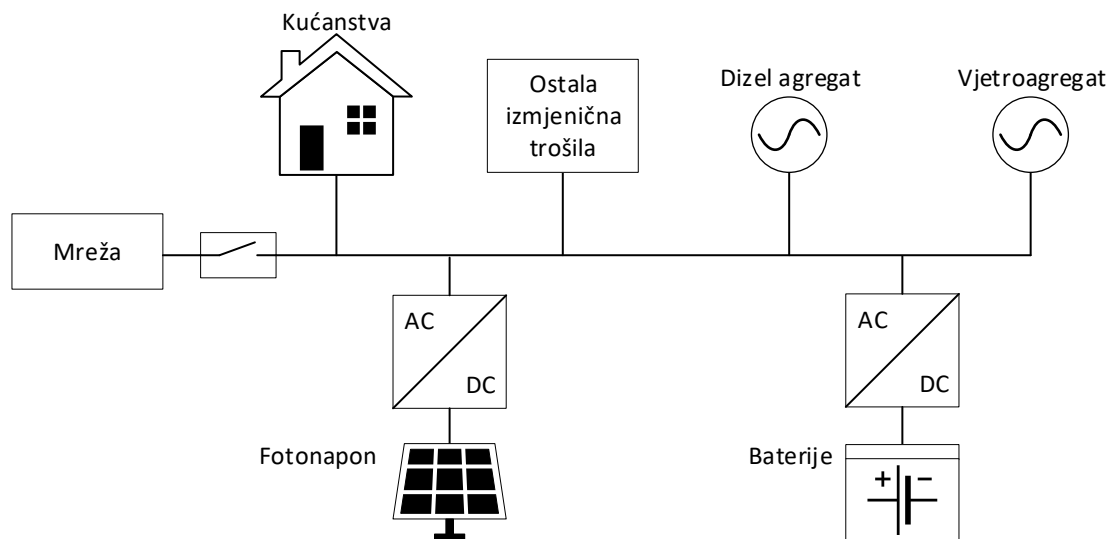 Kućanstva
Ostala
izmjenična
trošila
Dizel agregat
Vjetroagregat
Mreža
AC
DC
AC
DC
Fotonapon
Baterije
+ −